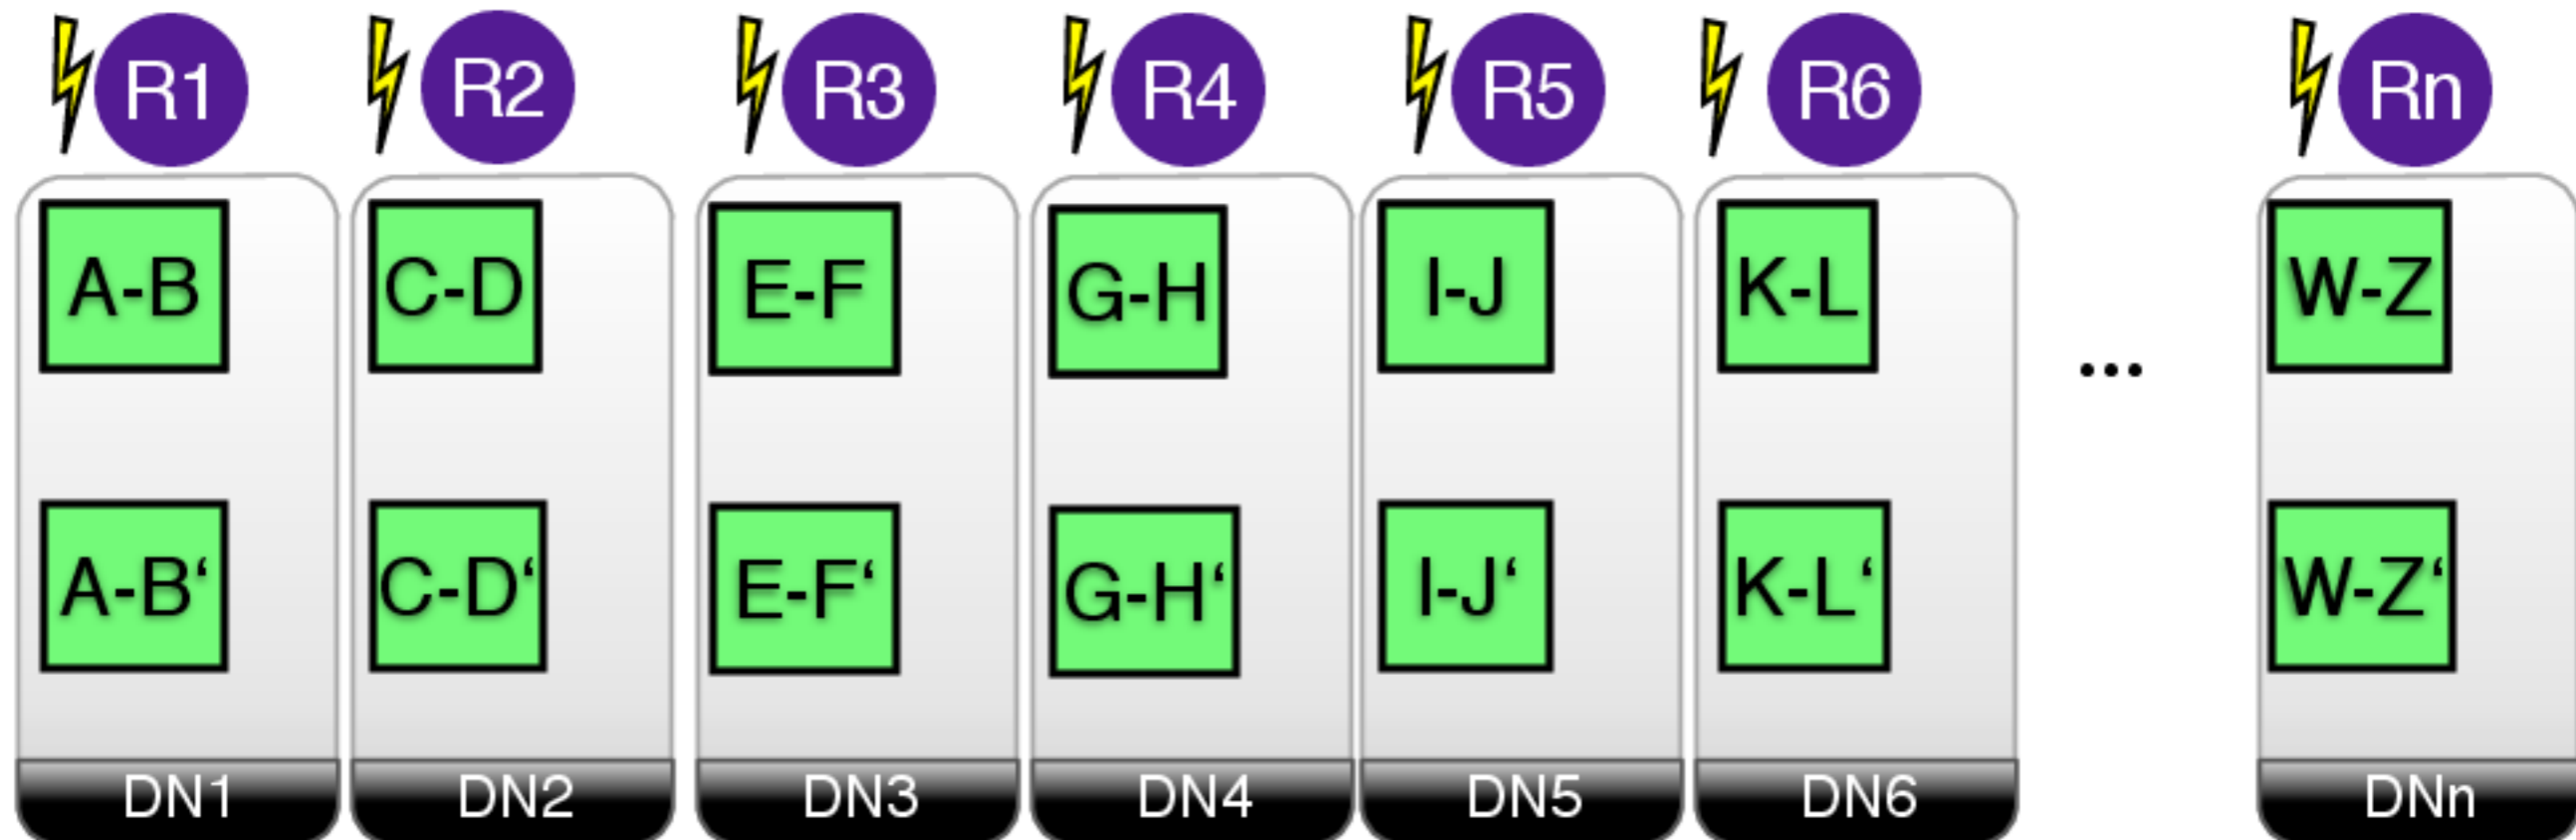 R1 R2 R3 R4 R5 R6 Rn
A-B C-D E-F G-H I-J K-L ... W-Z
A-B‘ C-D‘ E-F‘ G-H‘ I-J‘ K-L‘ W-Z‘
DN1 DN2 DN3 DN4 DN5 DN6 DNn